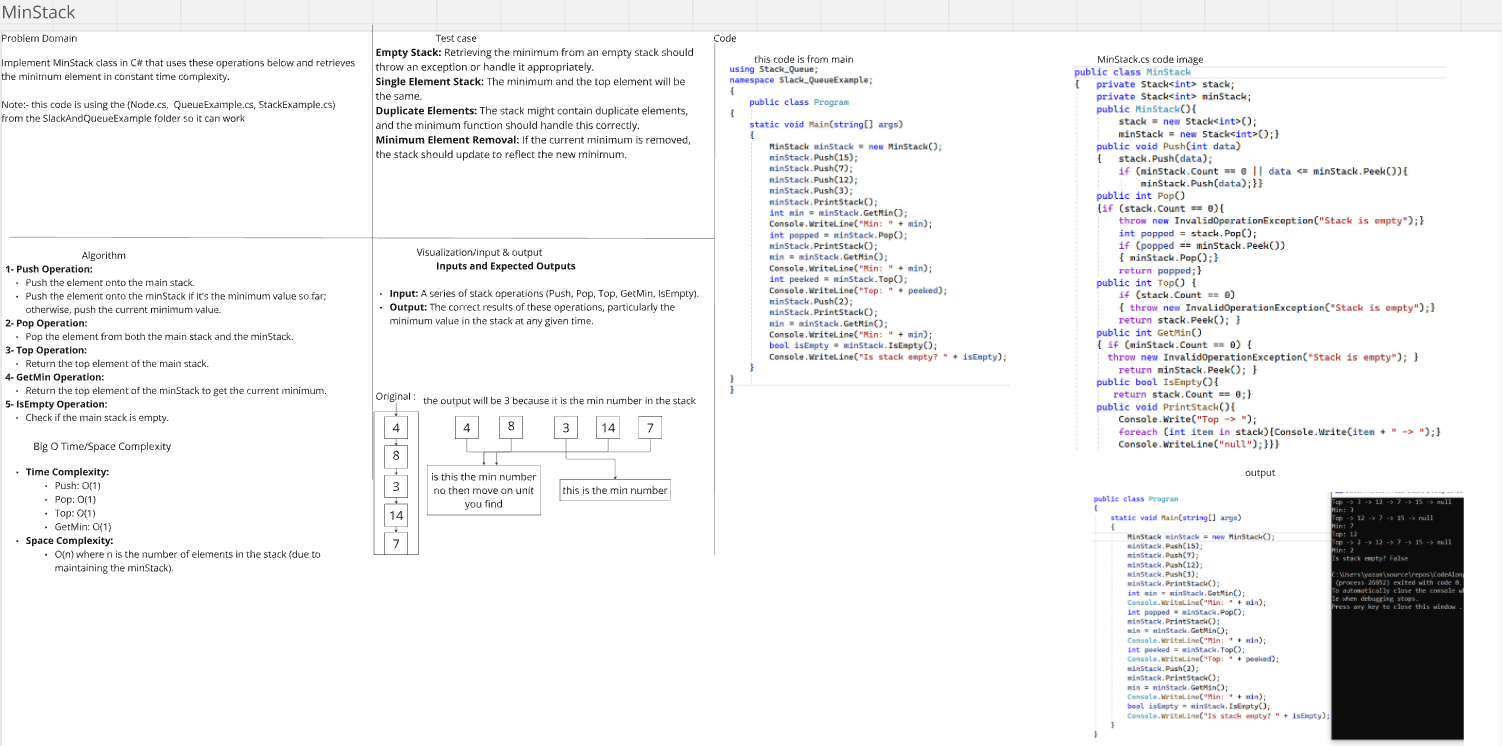 MinStack
Problem Domain
Implement MinStack class in C# that uses these operations below and retrieves
the minimum element in constant time complexity.
Note:- this code is using the (Node.cs,  QueueExample.cs, StackExample.cs)
from the SlackAndQueueExample folder so it can work
Test case
Empty Stack: Retrieving the minimum from an empty stack should
throw an exception or handle it appropriately.
Single Element Stack: The minimum and the top element will be
the same.
Duplicate Elements: The stack might contain duplicate elements,
and the minimum function should handle this correctly.
Minimum Element Removal: If the current minimum is removed,
the stack should update to reflect the new minimum.
Algorithm
1- Push Operation:
• Push the element onto the main stack.
• Push the element onto the minStack if it's the minimum value so far;
otherwise, push the current minimum value.
2- Pop Operation:
• Pop the element from both the main stack and the minStack.
3- Top Operation:
• Return the top element of the main stack.
4- GetMin Operation:
• Return the top element of the minStack to get the current minimum.
5- IsEmpty Operation:
• Check if the main stack is empty.
Big O Time/Space Complexity
• Time Complexity:
• Push: O(1)
• Pop: O(1)
• Top: O(1)
• GetMin: O(1)
• Space Complexity:
• O(n) where n is the number of elements in the stack (due to
maintaining the minStack).
Visualization/input & output
Inputs and Expected Outputs
• Input: A series of stack operations (Push, Pop, Top, GetMin, IsEmpty).
• Output: The correct results of these operations, particularly the
minimum value in the stack at any given time.
Original :
the output will be 3 because it is the min number in the stack
4
8
3
14
7
4 8 3 14 7
is this the min number
no then move on unit
you find
this is the min number
Code
this code is from main
using Stack_Queue;
namespace Slack_QueueExample;
{
public class Program
{
static void Main(string[] args)
{
MinStack minStack = new MinStack();
minStack.Push(15);
minStack.Push(7);
minStack.Push(12);
minStack.Push(3);
minStack.PrintStack();
int min = minStack.GetMin();
Console.WriteLine("Min: " + min);
int popped = minStack.Pop();
minStack.PrintStack();
min = minStack.GetMin();
Console.WriteLine("Min: " + min);
int peeked = minStack.Top();
Console.WriteLine("Top: " + peeked);
minStack.Push(2);
minStack.PrintStack();
min = minStack.GetMin();
Console.WriteLine("Min: " + min);
bool isEmpty = minStack.IsEmpty();
Console.WriteLine("Is stack empty? " + isEmpty);
}
}
}
MinStack.cs code image
public class MinStack
{   private Stack<int> stack;
private Stack<int> minStack;
public MinStack(){
stack = new Stack<int>();
minStack = new Stack<int>();}
public void Push(int data)
{   stack.Push(data);
if (minStack.Count == 0 || data <= minStack.Peek()){
minStack.Push(data);}}
public int Pop()
{if (stack.Count == 0){
throw new InvalidOperationException("Stack is empty");}
int popped = stack.Pop();
if (popped == minStack.Peek())
{ minStack.Pop();}
return popped;}
public int Top() {
if (stack.Count == 0)
{ throw new InvalidOperationException("Stack is empty");}
return stack.Peek(); }
public int GetMin()
{ if (minStack.Count == 0) {
throw new InvalidOperationException("Stack is empty"); }
return minStack.Peek(); }
public bool IsEmpty(){
return stack.Count == 0;}
public void PrintStack(){
Console.Write("Top -> ");
foreach (int item in stack){Console.Write(item + " -> ");}
Console.WriteLine("null");}}}
output
public class Program
{
static void Main(string[] args)
{
MinStack minStack = new MinStack();
minStack.Push(15);
minStack.Push(7);
minStack.Push(12);
minStack.Push(3);
minStack.PrintStack();
int min = minStack.GetMin();
Console.WriteLine("Min: " + min);
int popped = minStack.Pop();
minStack.PrintStack();
min = minStack.GetMin();
Console.WriteLine("Min: " + min);
int peeked = minStack.Top();
Console.WriteLine("Top: " + peeked);
minStack.Push(2);
minStack.PrintStack();
min = minStack.GetMin();
Console.WriteLine("Min: " + min);
bool isEmpty = minStack.IsEmpty();
Console.WriteLine("Is stack empty? " + isEmpty);
}
}
Top -> 3 -> 12 -> 7 -> 15 -> null
Min: 3
Top -> 12 -> 7 -> 15 -> null
Min: 7
Top: 12
Top -> 2 -> 12 -> 7 -> 15 -> null
Min: 2
Is stack empty? False
C:\Users\yazan\source\repos\CodeAlon
(process 26852) exited with code 0.
To automatically close the console w
le when debugging stops.
Press any key to close this window .